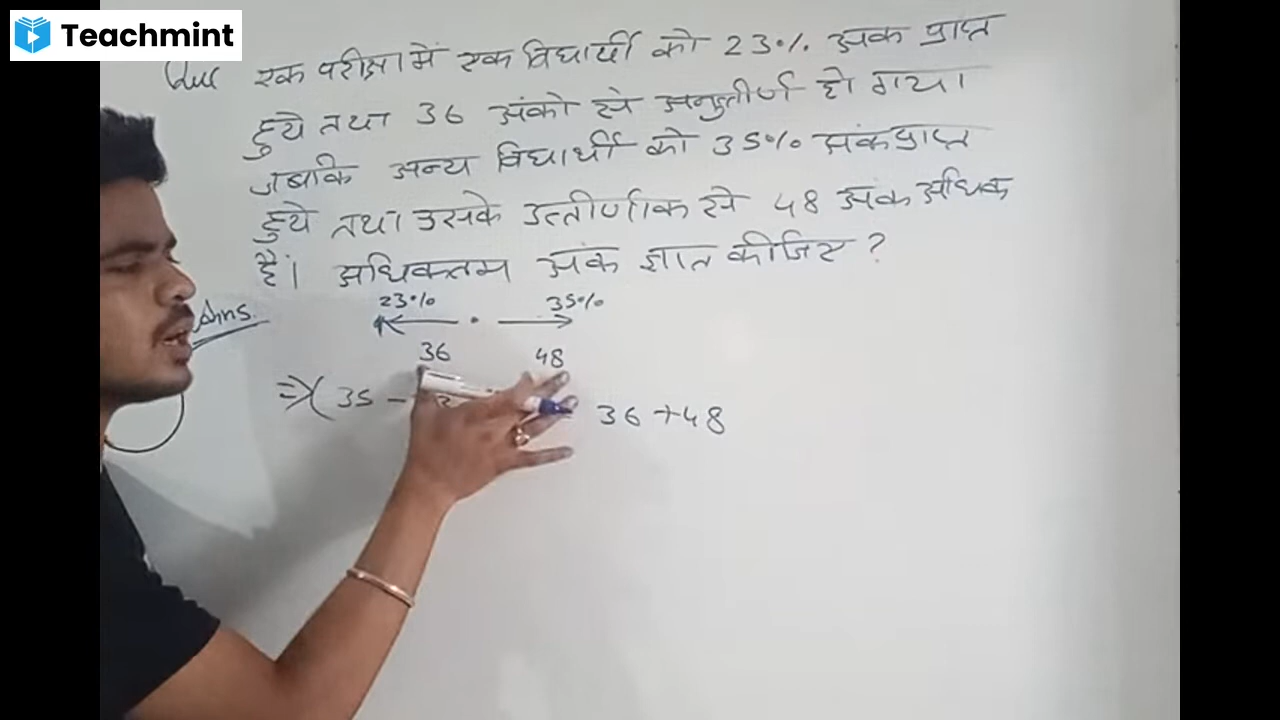 Teachmint
Que एक परीक्षा में एक विद्यार्थी को 23% अंक प्राप्त
हुये तथा 36 अंको से अनुत्तीर्ण हो गया।
जबकि अन्य विद्यार्थी को 35% अंक प्राप्त
हुये तथा उसके उत्तीर्णांक से 48 अंक अधिक
है। अधिकतम अंक ज्ञात कीजिए ?
Ans.
23% 35%
36 48
=> (35 - 36 + 48